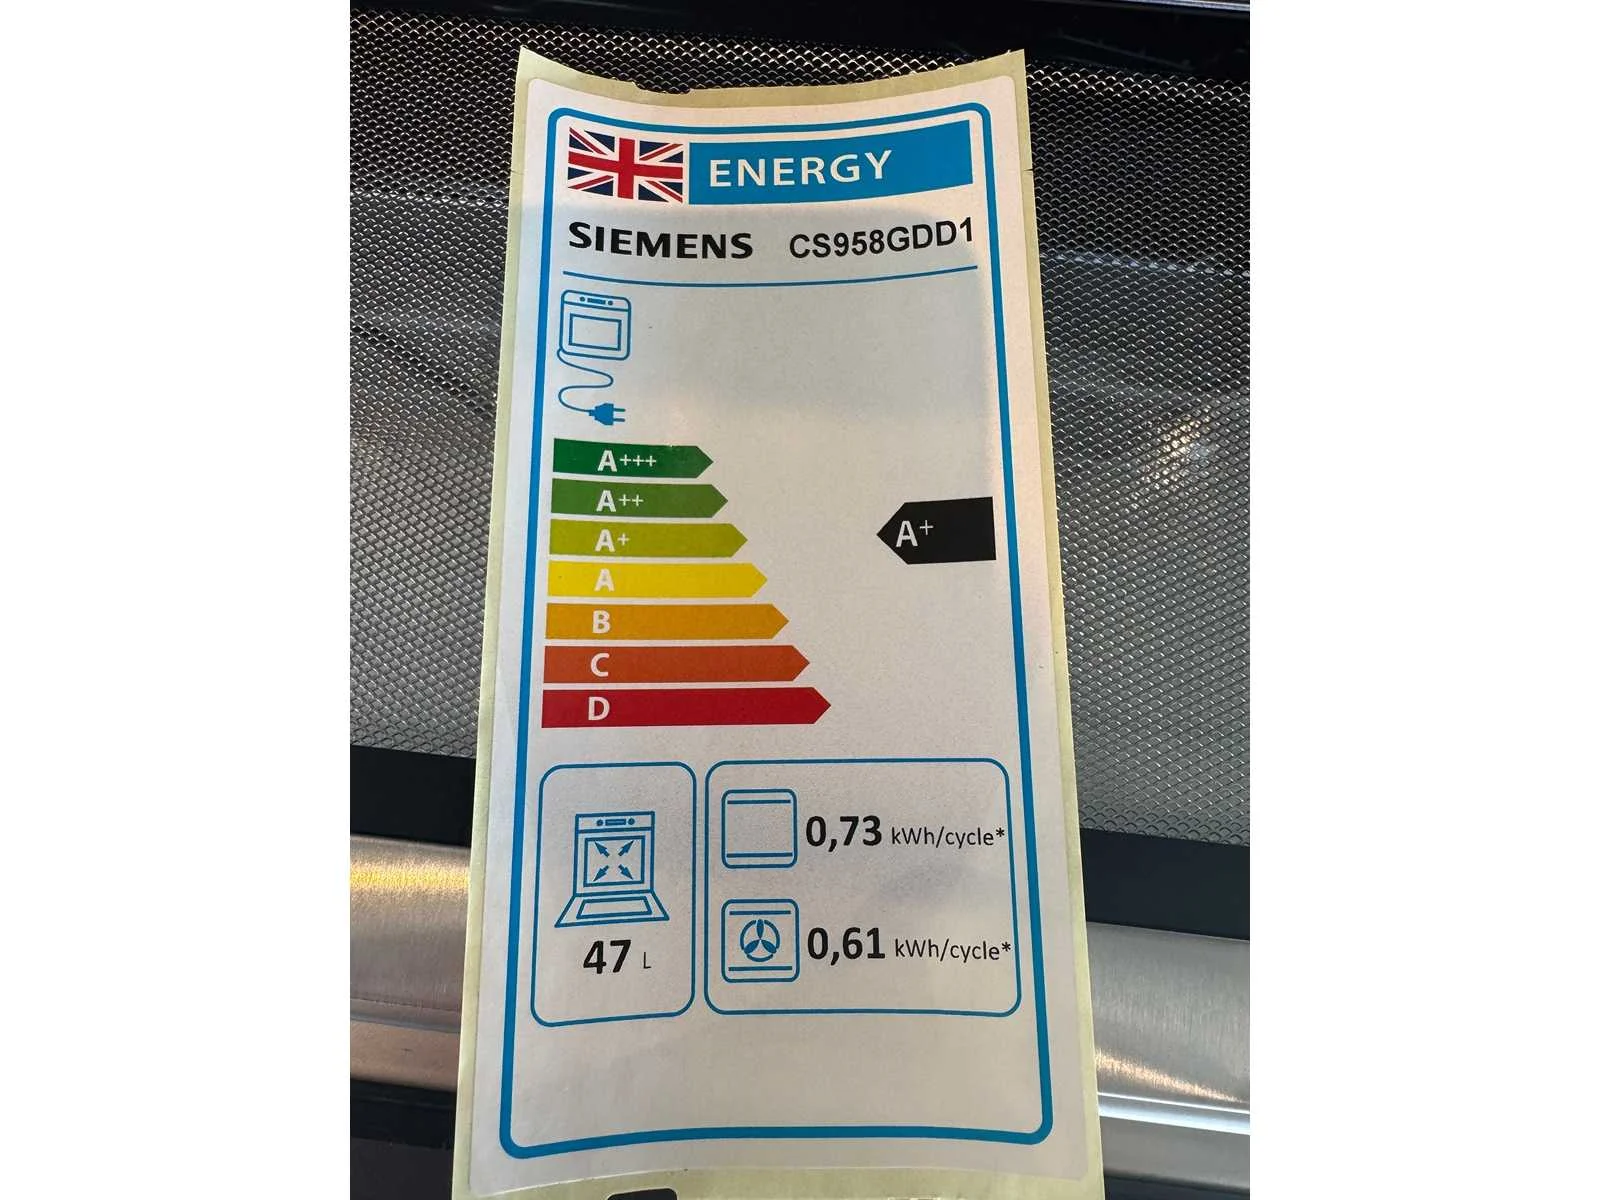 ENERGY
SIEMENS CS958GDD1
A+++
A++
A+
A+
A
B
C
D
0,73 kWh/cycle*
0,61 kWh/cycle*
47 L